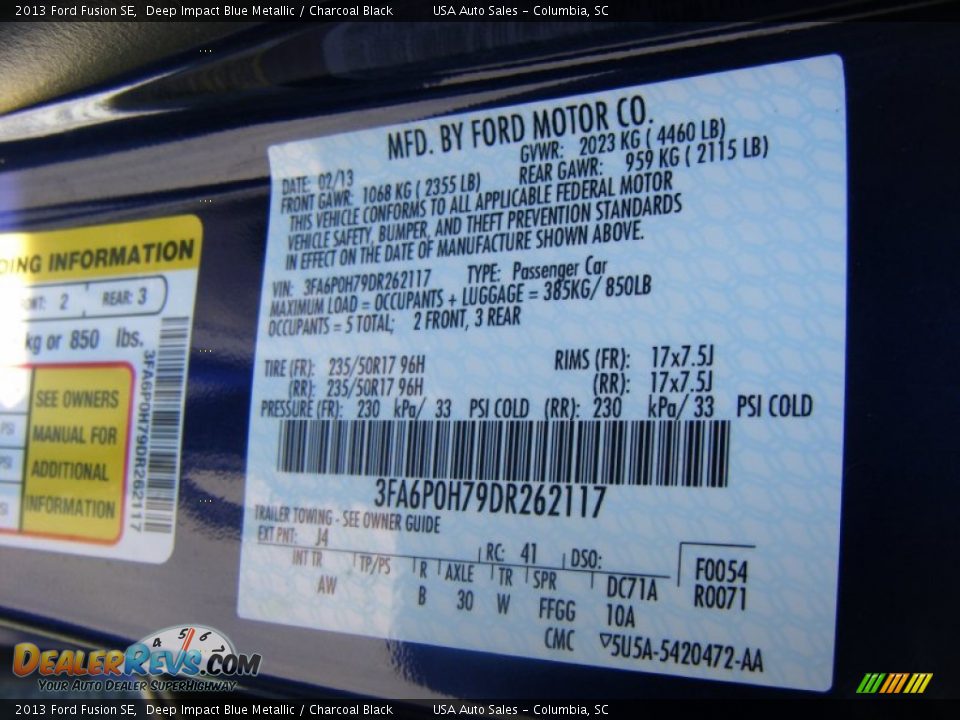 2013 Ford Fusion SE, Deep Impact Blue Metallic / Charcoal Black USA Auto Sales - Columbia, SC
MFD. BY FORD MOTOR CO.
DATE: 02/13 GVWR: 2023 KG ( 4460 LB)
FRONT GAWR: 1068 KG ( 2355 LB) REAR GAWR: 959 KG ( 2115 LB)
THIS VEHICLE CONFORMS TO ALL APPLICABLE FEDERAL MOTOR
VEHICLE SAFETY, BUMPER, AND THEFT PREVENTION STANDARDS
IN EFFECT ON THE DATE OF MANUFACTURE SHOWN ABOVE.
VIN: 3FA6P0H79DR262117 TYPE: Passenger Car
MAXIMUM LOAD = OCCUPANTS + LUGGAGE = 385KG/ 850LB
OCCUPANTS = 5 TOTAL; 2 FRONT, 3 REAR
TIRE (FR): 235/50R17 96H RIMS (FR): 17x7.5J
(RR): 235/50R17 96H (RR): 17x7.5J
PRESSURE (FR): 230 kPa/ 33 PSI COLD (RR): 230 kPa/ 33 PSI COLD
3FA6P0H79DR262117
TRAILER TOWING - SEE OWNER GUIDE
EXT PNT: J4 RC: 41 DSO:
INT TR TP/PS R AXLE TR SPR DC71A
AW B 30 W FFGG 10A
F0054
R0071
CMC ▽5U5A-5420472-AA
INFORMATION
2 REAR: 3
kg or 850 lbs.
SEE OWNERS
MANUAL FOR
ADDITIONAL
INFORMATION
PSI
PSI
3FA6P0H79DR262117
4 5 6
DEALERREVS.COM
YOUR AUTO DEALER SUPERHIGHWAY
2013 Ford Fusion SE, Deep Impact Blue Metallic / Charcoal Black USA Auto Sales - Columbia, SC